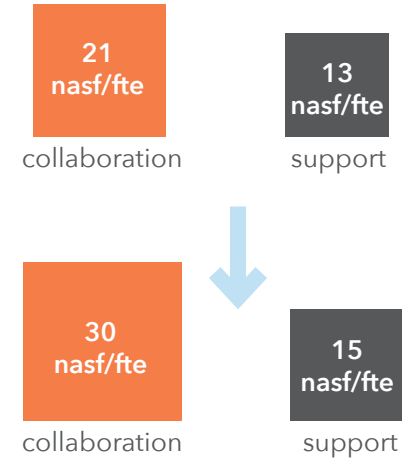 21
nasf/fte
13
nasf/fte
collaboration
support
30
nasf/fte
15
nasf/fte
collaboration
support